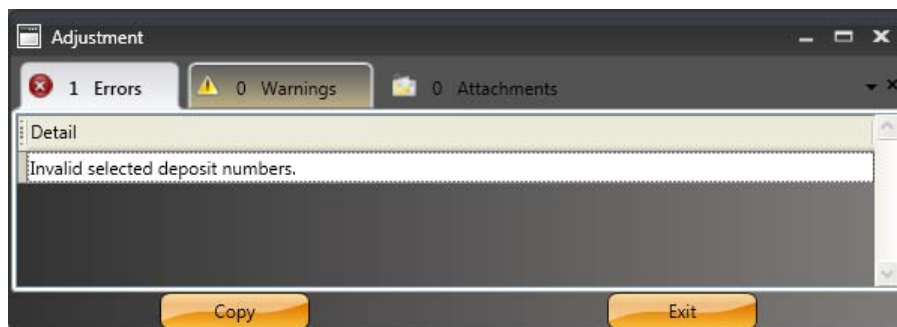 Adjustment
1 Errors 0 Warnings 0 Attachments
Detail
Invalid selected deposit numbers.
Copy Exit